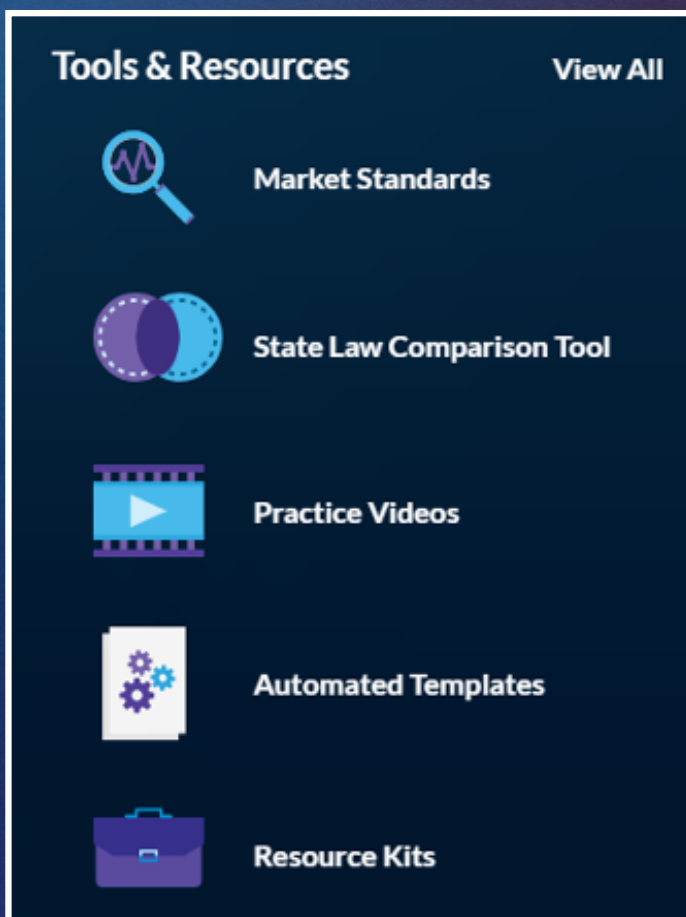 Tools & Resources View All
Market Standards
State Law Comparison Tool
Practice Videos
Automated Templates
Resource Kits